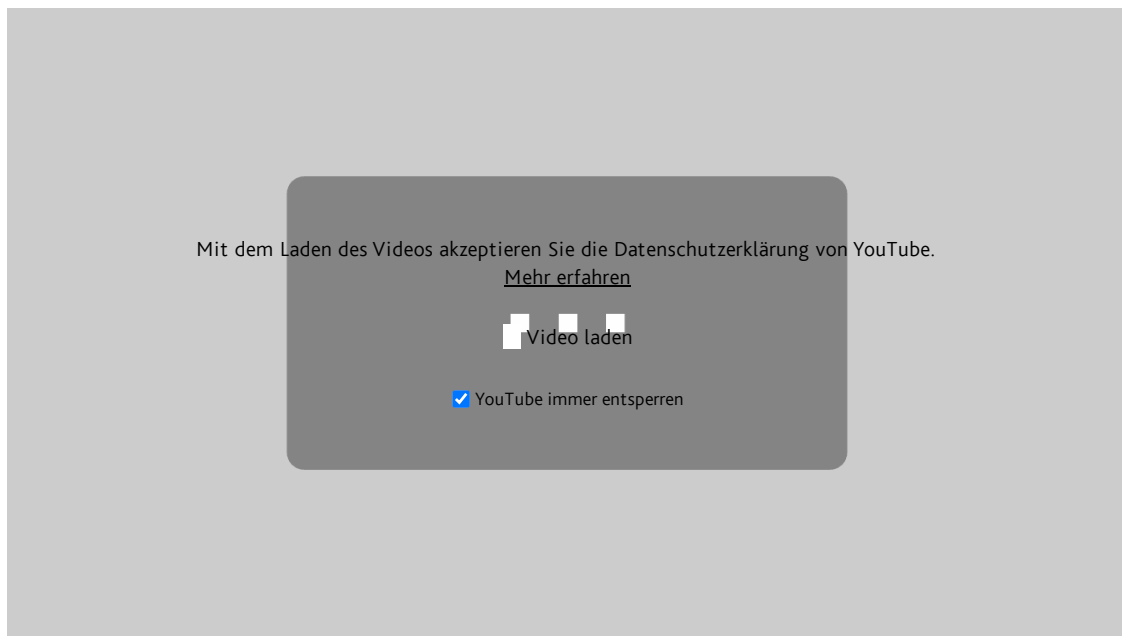 Mit dem Laden des Videos akzeptieren Sie die Datenschutzerklärung von YouTube.
Mehr erfahren
Video laden
YouTube immer entsperren